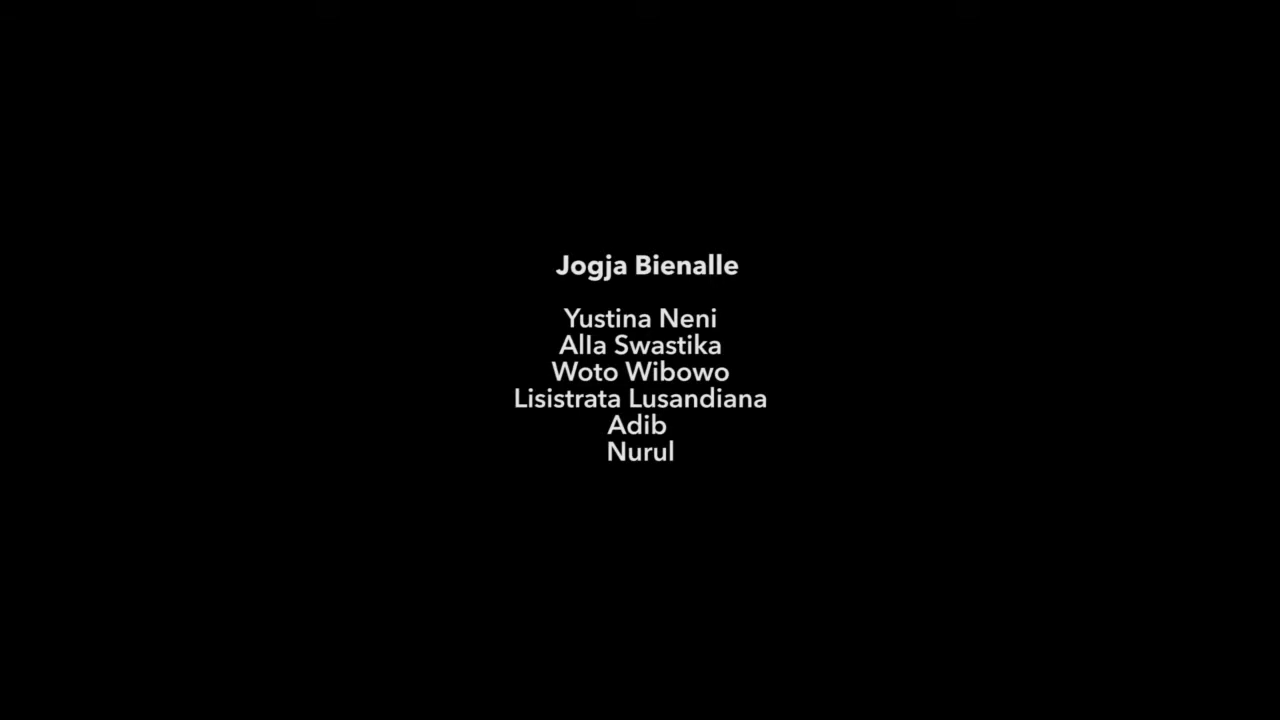 Jogja Bienalle
Yustina Neni
Alla Swastika
Woto Wibowo
Lisistrata Lusandiana
Adib
Nurul